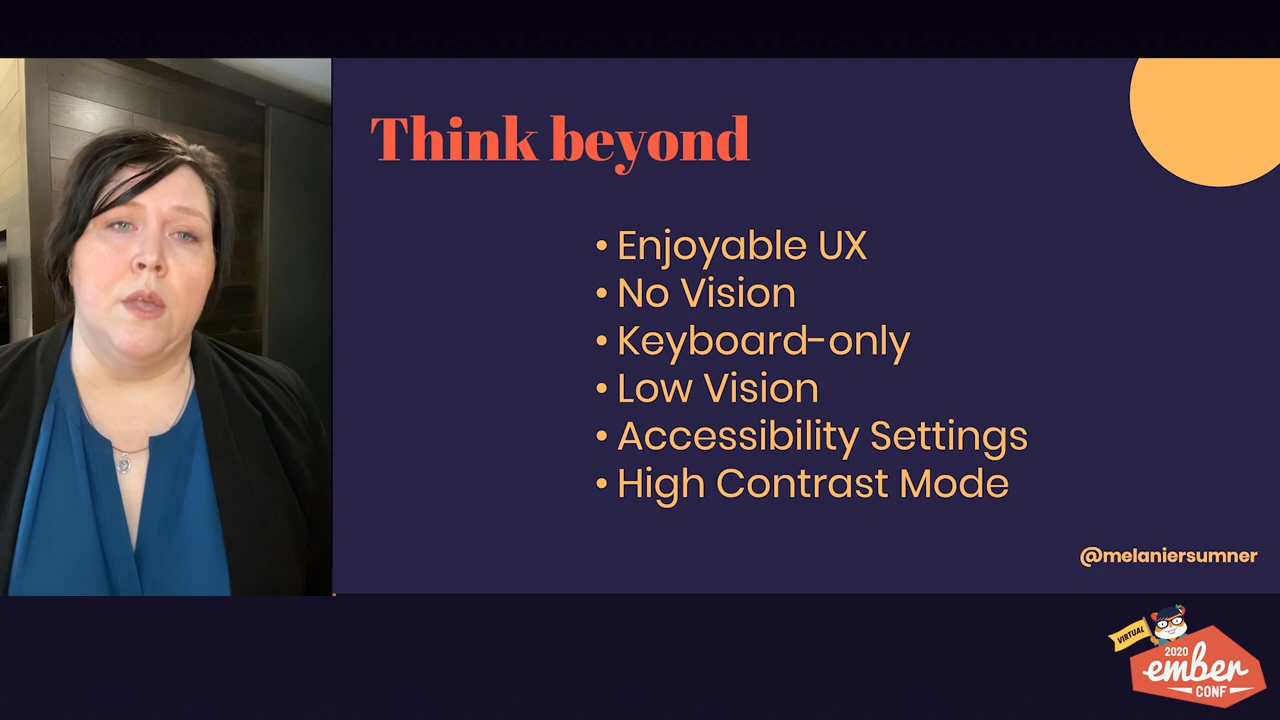 Think beyond
• Enjoyable UX
• No Vision
• Keyboard-only
• Low Vision
• Accessibility Settings
• High Contrast Mode
@melaniersumner
VIRTUAL
2020
ember
CONF